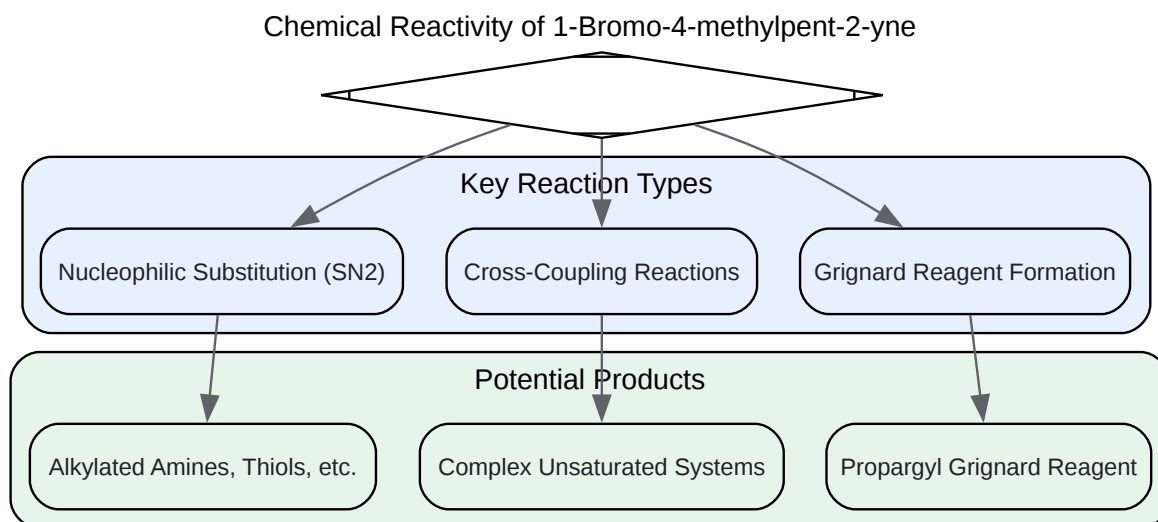 Chemical Reactivity of 1-Bromo-4-methylpent-2-yne
Key Reaction Types
Nucleophilic Substitution (SN2)
Cross-Coupling Reactions
Grignard Reagent Formation
Potential Products
Alkylated Amines, Thiols, etc.
Complex Unsaturated Systems
Propargyl Grignard Reagent